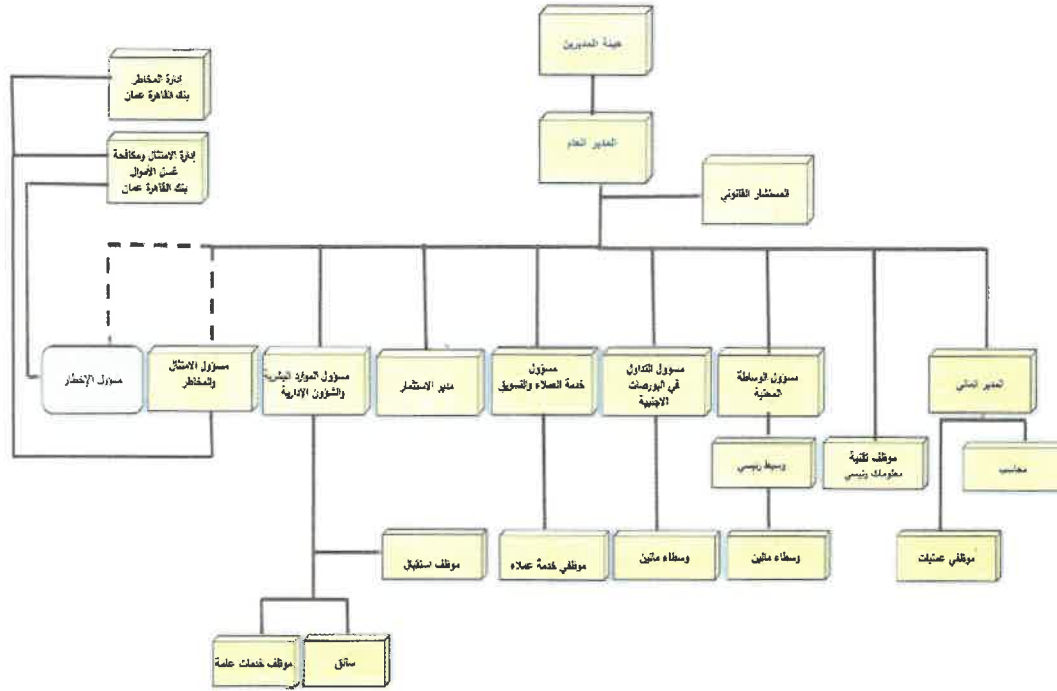 هيئة المديرين
إدارة المخاطر
بنك القاهرة عمان
المدير العام
إدارة الامتثال ومكافحة
غسل الأموال
بنك القاهرة عمان
المستشار القانوني
المدير المالي
مسؤول الوساطة
المحلية
مسؤول التداول
في البورصات
الاجنبية
مسؤول
خدمة العملاء والتسويق
مدير الاستثمار
مسؤول الموارد البشرية
والشؤون الإدارية
مسؤول الامتثال
والمخاطر
مسؤول الإخطار
محاسب
موظف تقنية
معلومات رئيسي
وسيط رئيسي
موظفي عمليات
وسطاء ماليين
وسطاء ماليين
موظفي خدمة عملاء
موظف استقبال
سائق
موظف خدمات عامة